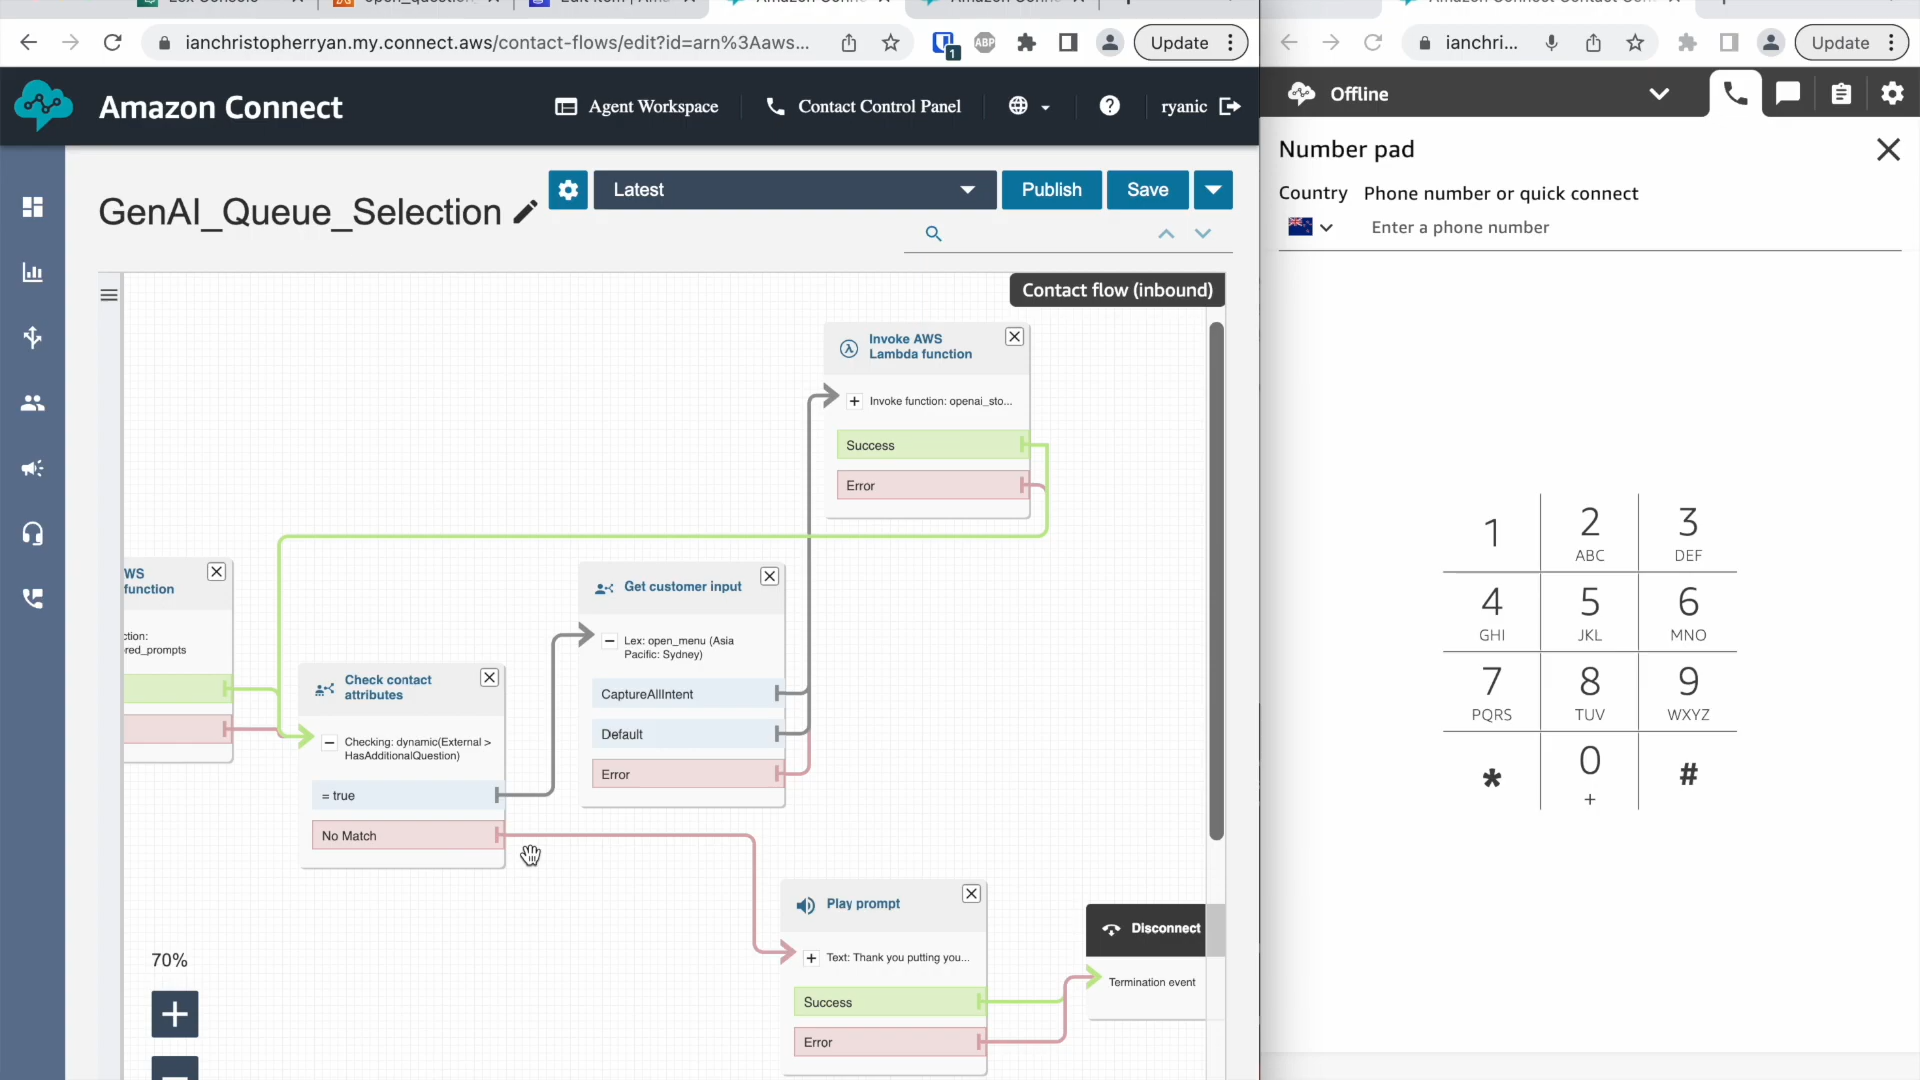 ianchristopherryan.my.connect.aws/contact-flows/edit?id=arn%3Aaws...
1
ABP
Update
ianchri...
Update
Amazon Connect
Agent Workspace
Contact Control Panel
ryanic
Offline
Number pad
Country
Phone number or quick connect
Enter a phone number
GenAI_Queue_Selection
Latest
Publish
Save
Contact flow (inbound)
Invoke AWS
Lambda function
Invoke function: openai_sto...
Success
Error
WS
function
ction:
red_prompts
Get customer input
Lex: open_menu (Asia
Pacific: Sydney)
CaptureAllIntent
Default
Error
Check contact
attributes
Checking: dynamic(External >
HasAdditionalQuestion)
= true
No Match
Play prompt
Text: Thank you putting you...
Success
Error
Disconnect
Termination event
70%
1
2
ABC
3
DEF
4
GHI
5
JKL
6
MNO
7
PQRS
8
TUV
9
WXYZ
*
0
+
#